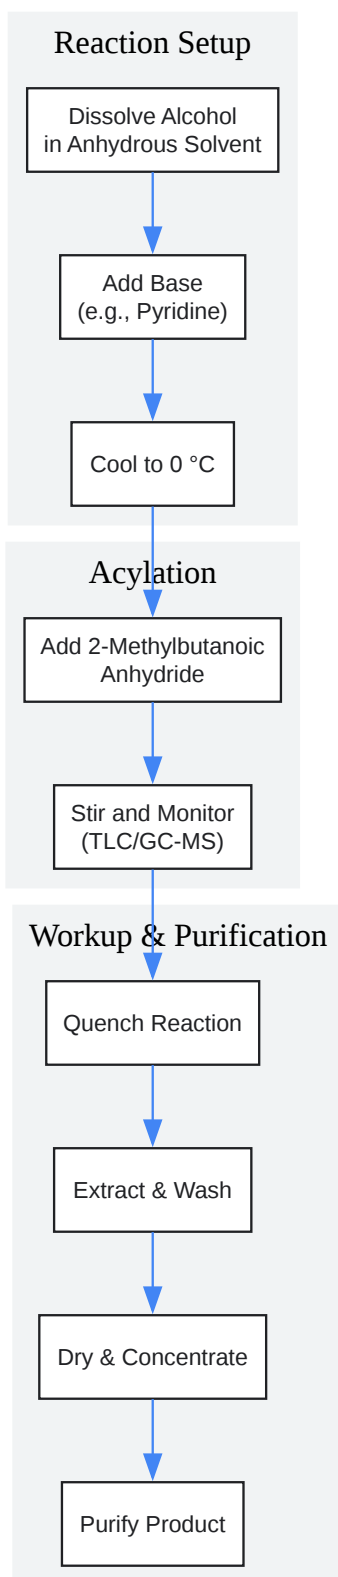 Reaction Setup
Dissolve Alcohol
in Anhydrous Solvent
Add Base
(e.g., Pyridine)
Cool to 0 °C
Acylation
Add 2-Methylbutanoic
Anhydride
Stir and Monitor
(TLC/GC-MS)
Workup & Purification
Quench Reaction
Extract & Wash
Dry & Concentrate
Purify Product